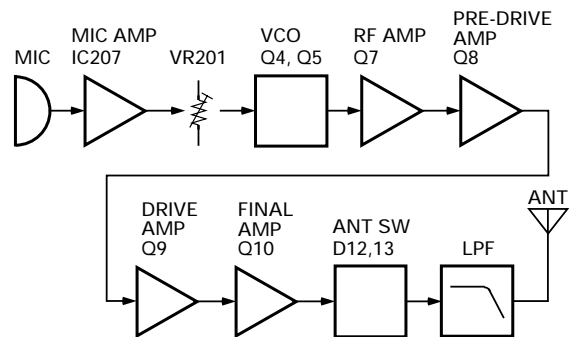 MIC
MIC AMP
IC207
VR201
VCO
Q4, Q5
RF AMP
Q7
PRE-DRIVE
AMP
Q8
DRIVE
AMP
Q9
FINAL
AMP
Q10
ANT SW
D12,13
LPF
ANT